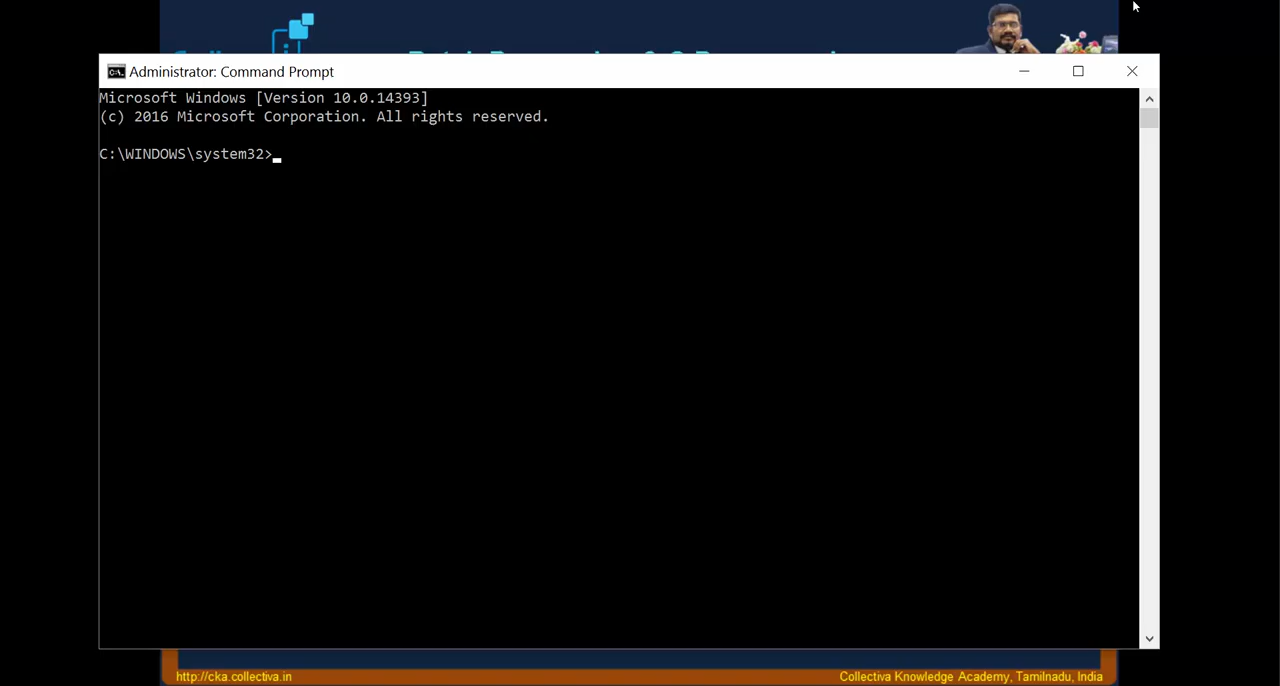 Administrator: Command Prompt
Microsoft Windows [Version 10.0.14393]
(c) 2016 Microsoft Corporation. All rights reserved.
C:\WINDOWS\system32>
http://cka.collectiva.in
Collectiva Knowledge Academy, Tamilnadu, India